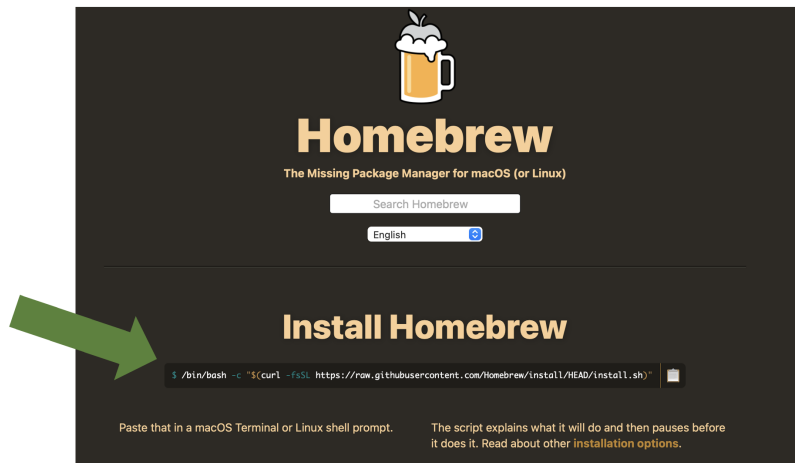 Homebrew
The Missing Package Manager for macOS (or Linux)
Search Homebrew
English
Install Homebrew
$ /bin/bash -c "$(curl -fsSL https://raw.githubusercontent.com/Homebrew/install/HEAD/install.sh)"
Paste that in a macOS Terminal or Linux shell prompt.
The script explains what it will do and then pauses before
it does it. Read about other installation options.